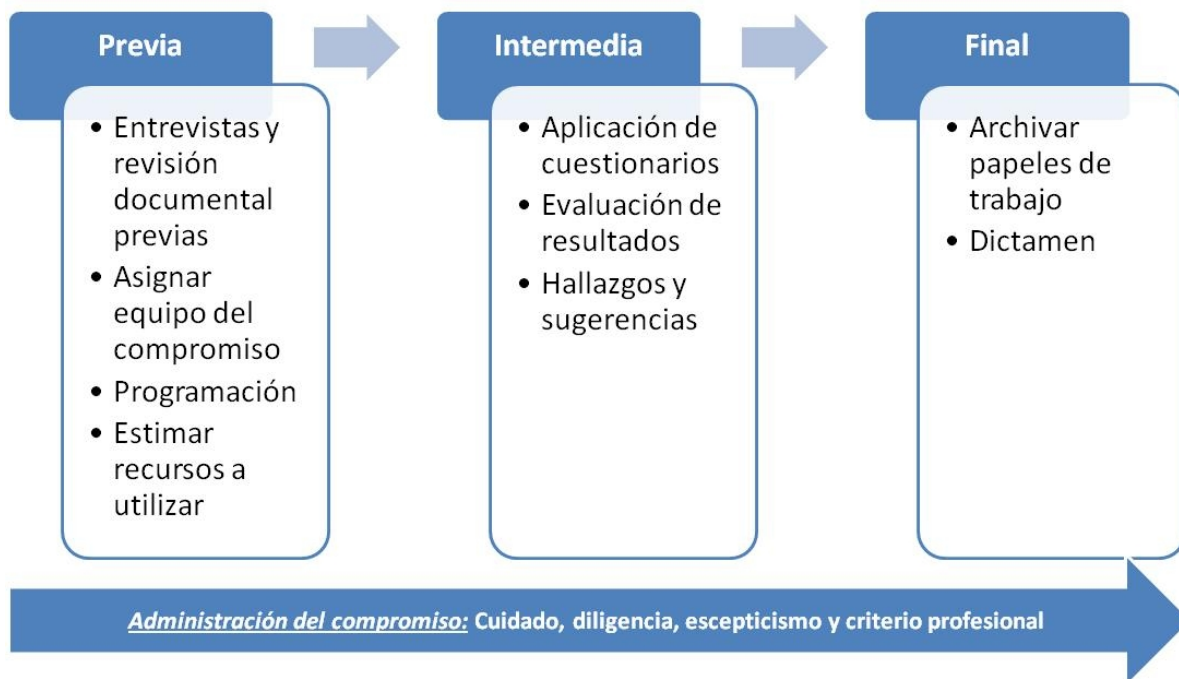 Previa
Entrevistas y
revisión
documental
previas
Asignar
equipo del
compromiso
Programación
Estimar
recursos a
utilizar
Intermedia
Aplicación de
cuestionarios
Evaluación de
resultados
Hallazgos y
sugerencias
Final
Archivar
papeles de
trabajo
Dictamen
Administración del compromiso: Cuidado, diligencia, escepticismo y criterio profesional